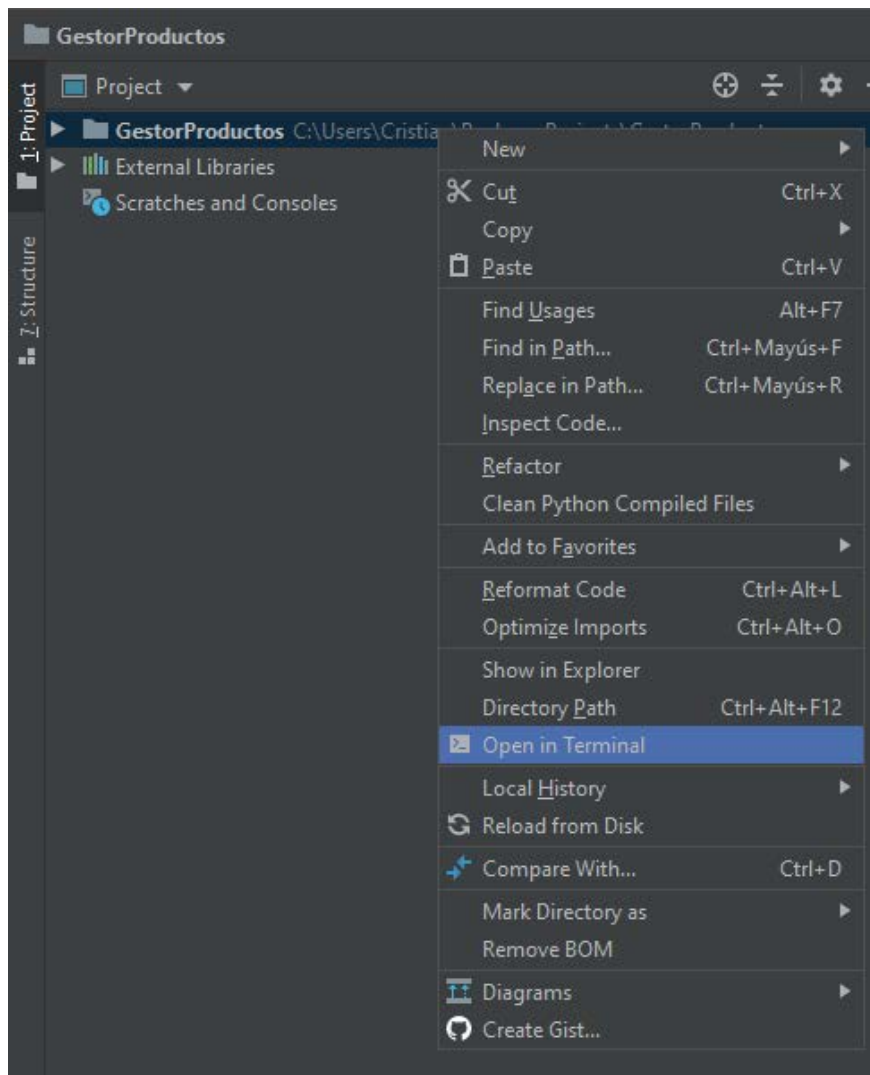 GestorProductos
Project
1: Project
7: Structure
GestorProductos C:\Users\Cristia
External Libraries
Scratches and Consoles
New
Cut Ctrl+X
Copy
Paste Ctrl+V
Find Usages Alt+F7
Find in Path... Ctrl+Mayús+F
Replace in Path... Ctrl+Mayús+R
Inspect Code...
Refactor
Clean Python Compiled Files
Add to Favorites
Reformat Code Ctrl+Alt+L
Optimize Imports Ctrl+Alt+O
Show in Explorer
Directory Path Ctrl+Alt+F12
Open in Terminal
Local History
Reload from Disk
Compare With... Ctrl+D
Mark Directory as
Remove BOM
Diagrams
Create Gist...